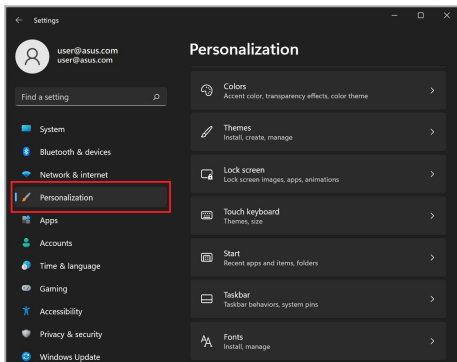 Settings
user@asus.com
user@asus.com
Find a setting
System
Bluetooth & devices
Network & internet
Personalization
Apps
Accounts
Time & language
Gaming
Accessibility
Privacy & security
Windows Update
Personalization
Colors
Accent color, transparency effects, color theme
Themes
Install, create, manage
Lock screen
Lock screen images, apps, animations
Touch keyboard
Themes, size
Start
Recent apps and items, folders
Taskbar
Taskbar behaviors, system pins
Fonts
Install, manage